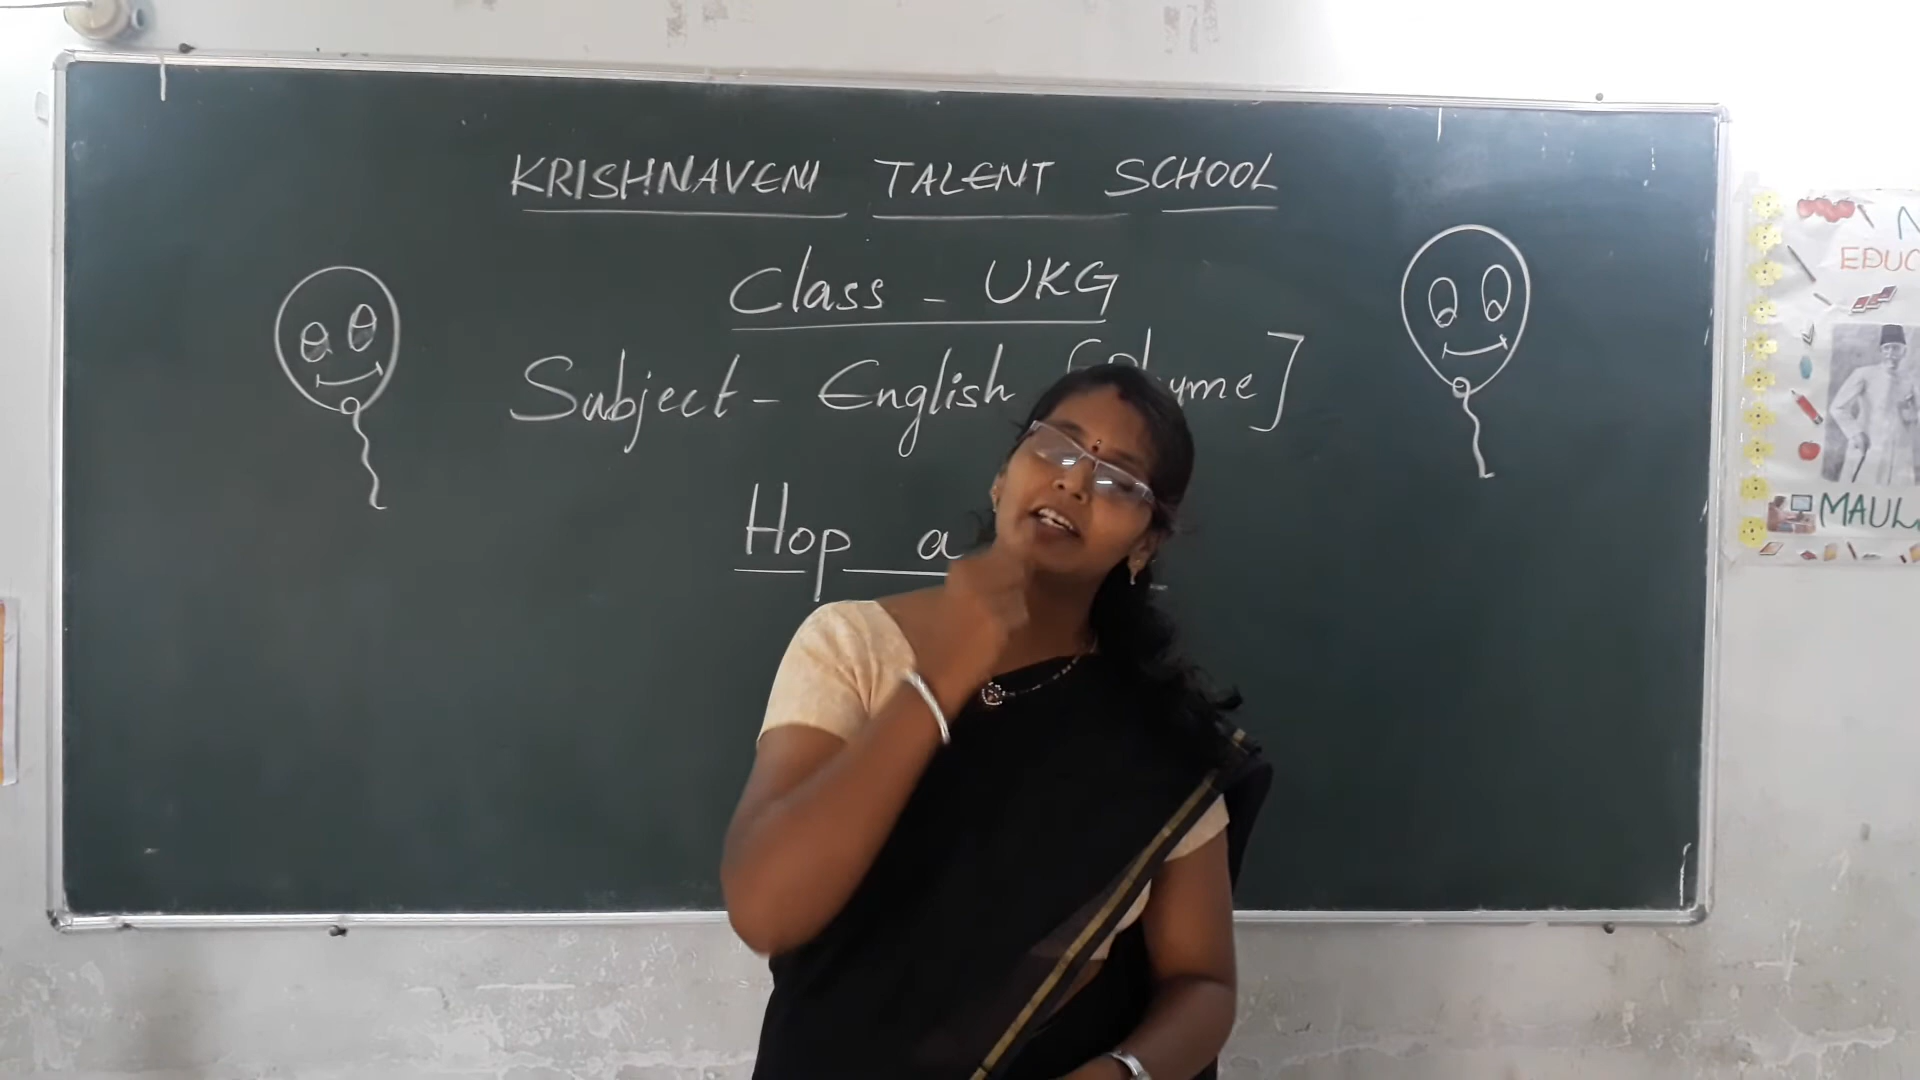 KRISHNAVENI TALENT SCHOOL
Class - UKG
Subject - English
Hop a
EDUC
MAUL